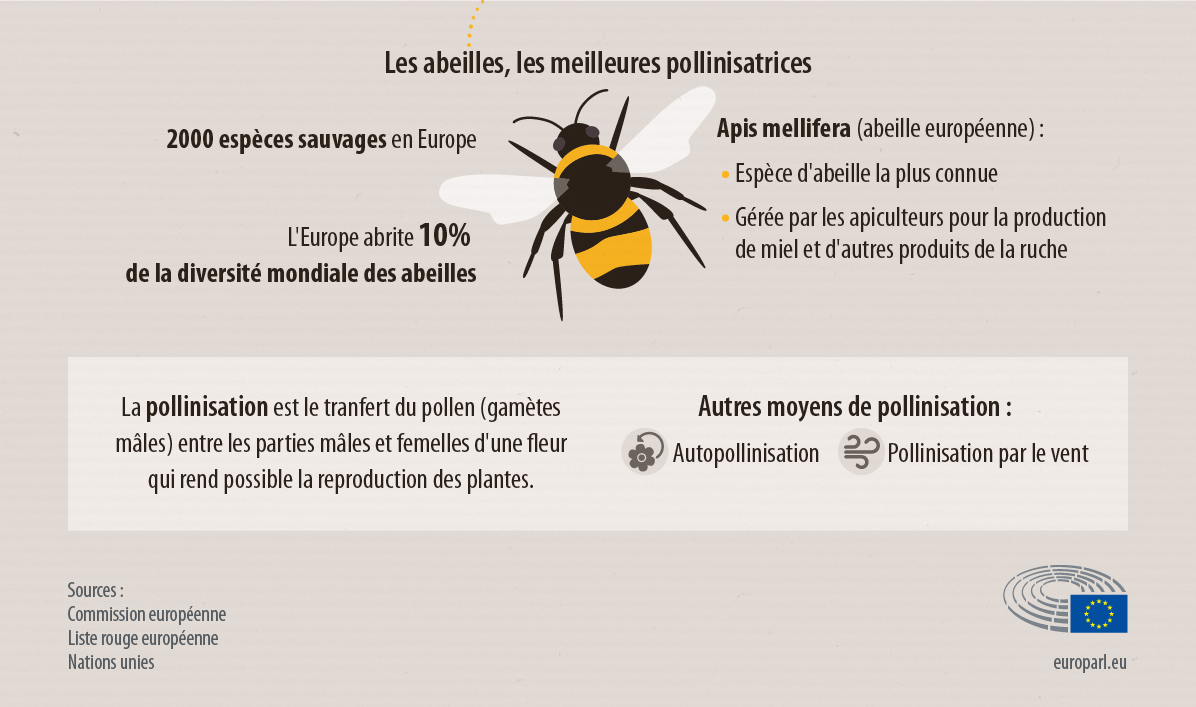 Les abeilles, les meilleures pollinisatrices
2000 espèces sauvages en Europe
L'Europe abrite 10%
de la diversité mondiale des abeilles
Apis mellifera (abeille européenne) :
• Espèce d'abeille la plus connue
• Gérée par les apiculteurs pour la production
de miel et d'autres produits de la ruche
La pollinisation est le tranfert du pollen (gamètes
mâles) entre les parties mâles et femelles d'une fleur
qui rend possible la reproduction des plantes.
Autres moyens de pollinisation :
Autopollinisation
Pollinisation par le vent
Sources :
Commission européenne
Liste rouge européenne
Nations unies
europarl.eu